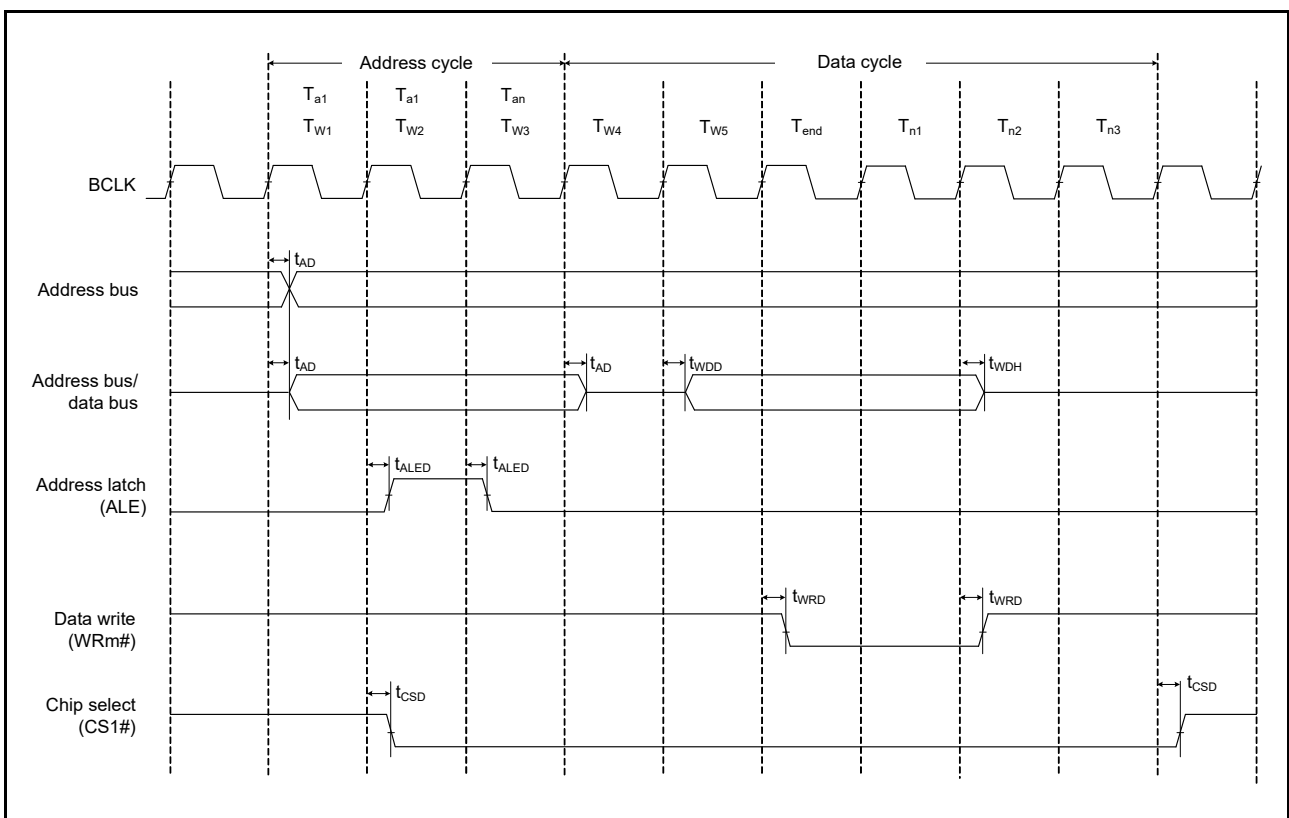 Address cycle Data cycle
Ta1 Ta1 Tan
TW1 TW2 TW3 TW4 TW5 Tend Tn1 Tn2 Tn3
BCLK
tAD
Address bus
tAD tAD tWDD tWDH
Address bus/
data bus
tALED tALED
Address latch
(ALE)
tWRD tWRD
Data write
(WRm#)
tCSD tCSD
Chip select
(CS1#)